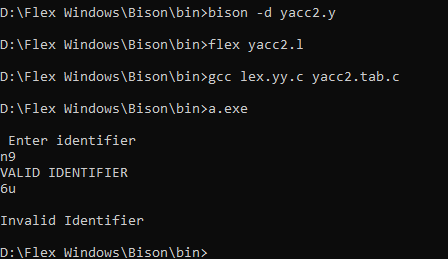 D:\Flex Windows\Bison\bin>bison -d yacc2.y
D:\Flex Windows\Bison\bin>flex yacc2.l
D:\Flex Windows\Bison\bin>gcc lex.yy.c yacc2.tab.c
D:\Flex Windows\Bison\bin>a.exe
Enter identifier
n9
VALID IDENTIFIER
6u
Invalid Identifier
D:\Flex Windows\Bison\bin>